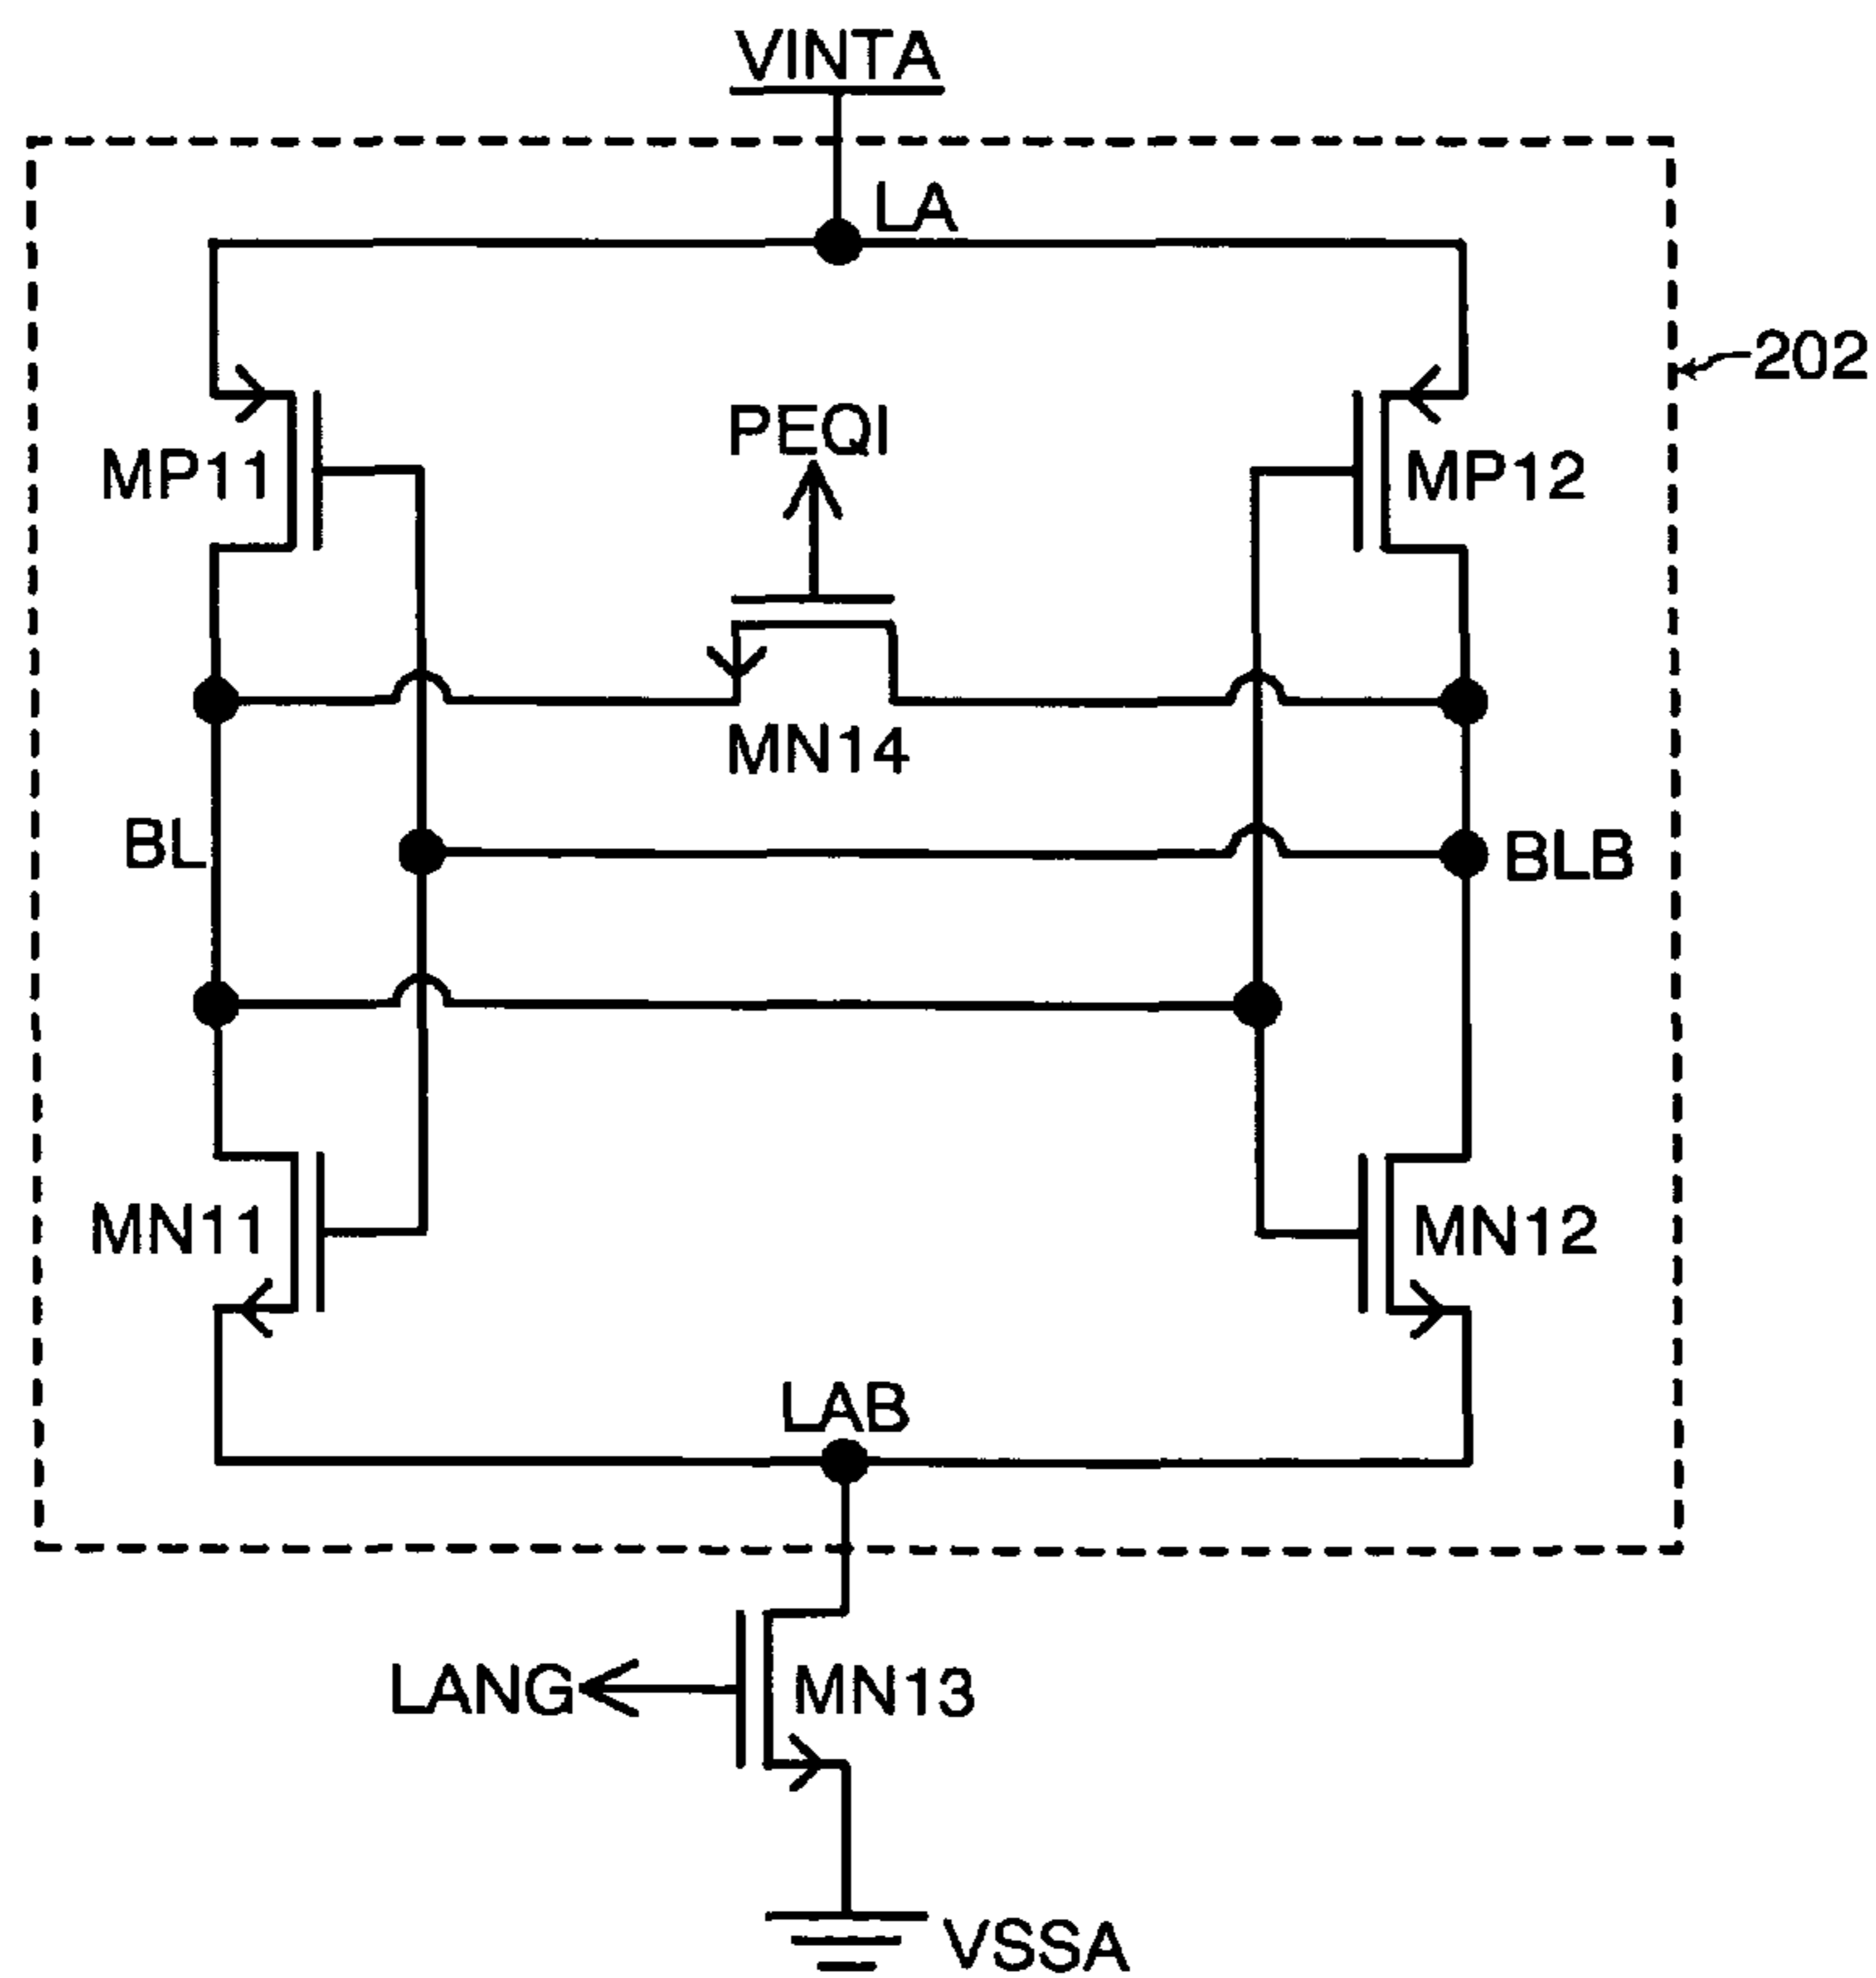 VINTA
LA
202
PEQI
MP11
MP12
MN14
BL
BLB
MN11
MN12
LAB
LANG
MN13
VSSA